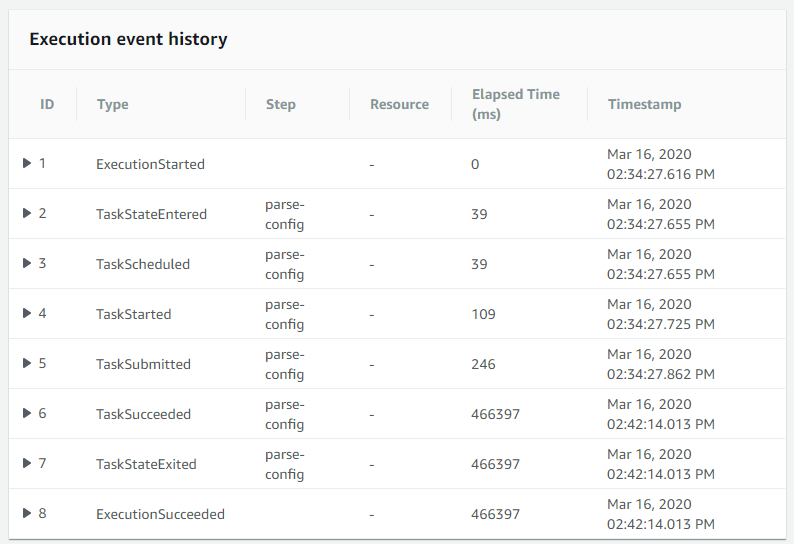 Execution event history
ID Type Step Resource Elapsed Time (ms) Timestamp
1 ExecutionStarted - 0 Mar 16, 2020 02:34:27.616 PM
2 TaskStateEntered parse-config - 39 Mar 16, 2020 02:34:27.655 PM
3 TaskScheduled parse-config - 39 Mar 16, 2020 02:34:27.655 PM
4 TaskStarted parse-config - 109 Mar 16, 2020 02:34:27.725 PM
5 TaskSubmitted parse-config - 246 Mar 16, 2020 02:34:27.862 PM
6 TaskSucceeded parse-config - 466397 Mar 16, 2020 02:42:14.013 PM
7 TaskStateExited parse-config - 466397 Mar 16, 2020 02:42:14.013 PM
8 ExecutionSucceeded - 466397 Mar 16, 2020 02:42:14.013 PM